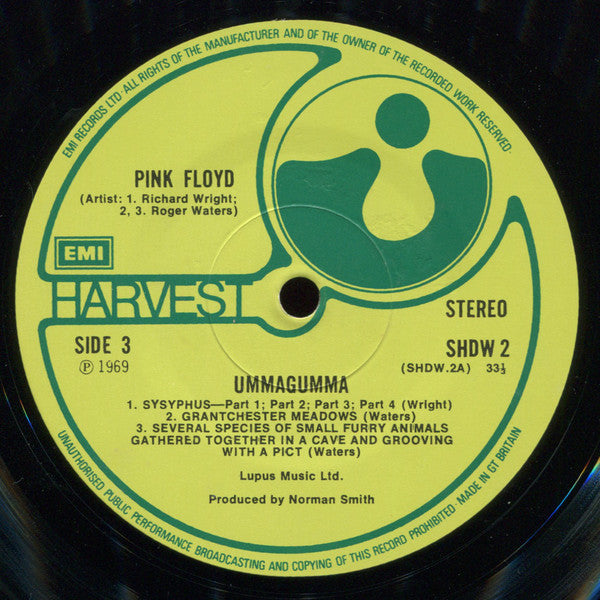 EMI RECORDS LTD·ALL RIGHTS OF THE MANUFACTURER AND OF THE OWNER OF THE RECORDED WORK RESERVED·
PINK FLOYD
(Artist: 1. Richard Wright;
2, 3. Roger Waters)
EMI
HARVEST
STEREO
SIDE 3
SHDW 2
℗ 1969
(SHDW.2A) 33⅓
UMMAGUMMA
1. SYSYPHUS—Part 1; Part 2; Part 3; Part 4 (Wright)
2. GRANTCHESTER MEADOWS (Waters)
3. SEVERAL SPECIES OF SMALL FURRY ANIMALS
GATHERED TOGETHER IN A CAVE AND GROOVING
WITH A PICT (Waters)
Lupus Music Ltd.
Produced by Norman Smith
UNAUTHORISED PUBLIC PERFORMANCE BROADCASTING AND COPYING OF THIS RECORD PROHIBITED·MADE IN GT BRITAIN